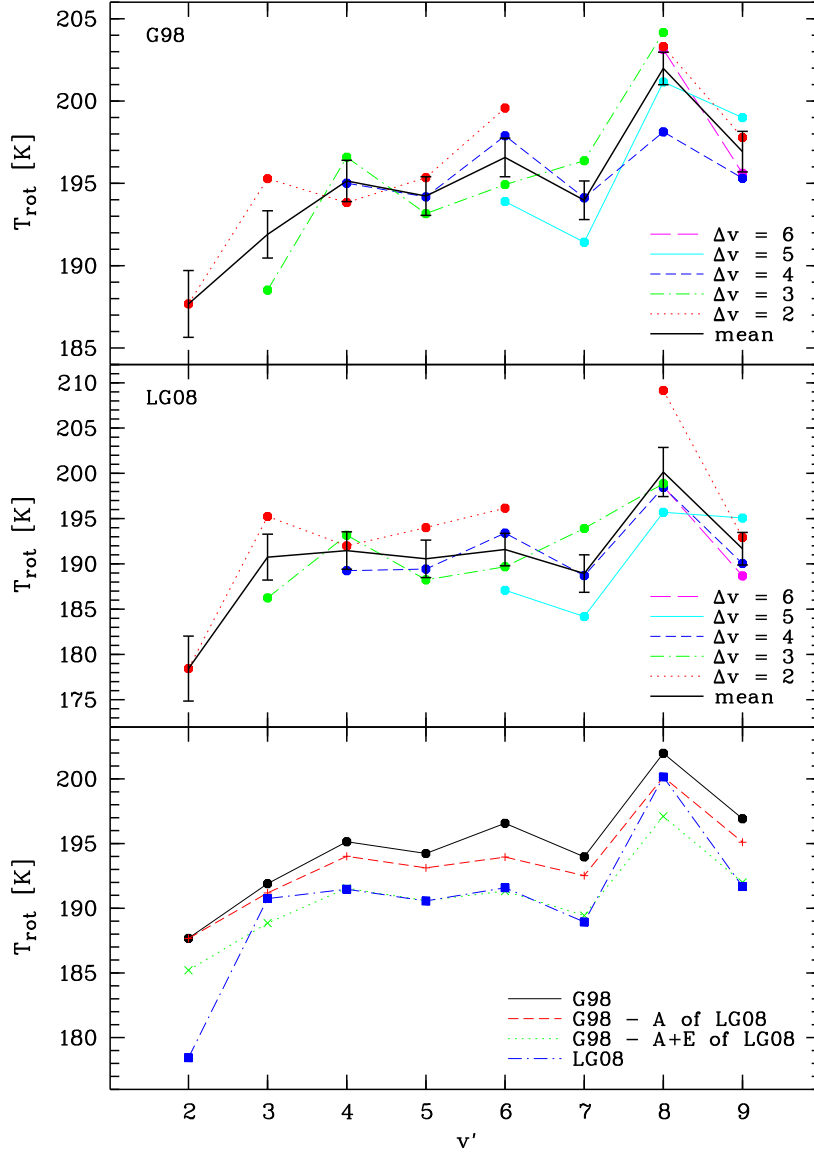 G98
205
200
195
190
185
T_rot [K]
Δv = 6
Δv = 5
Δv = 4
Δv = 3
Δv = 2
mean
LG08
210
205
200
195
190
185
180
175
T_rot [K]
Δv = 6
Δv = 5
Δv = 4
Δv = 3
Δv = 2
mean
200
195
190
185
180
T_rot [K]
G98
G98 − A of LG08
G98 − A+E of LG08
LG08
2 3 4 5 6 7 8 9
v'